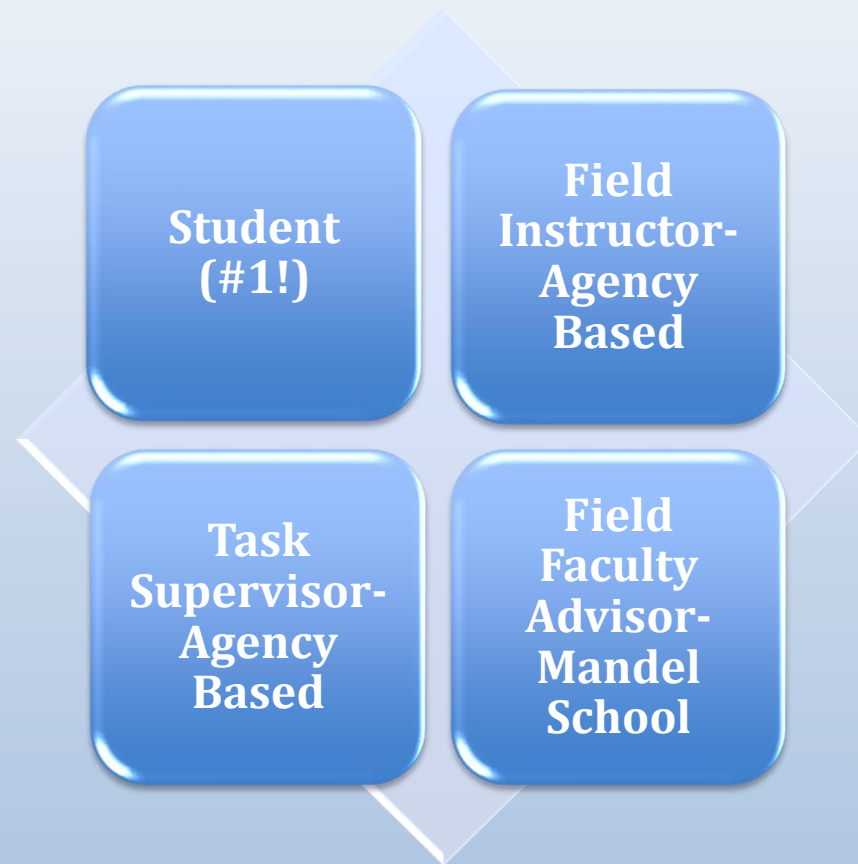 Student
(#1!)
Field
Instructor-
Agency
Based
Task
Supervisor-
Agency
Based
Field
Faculty
Advisor-
Mandel
School